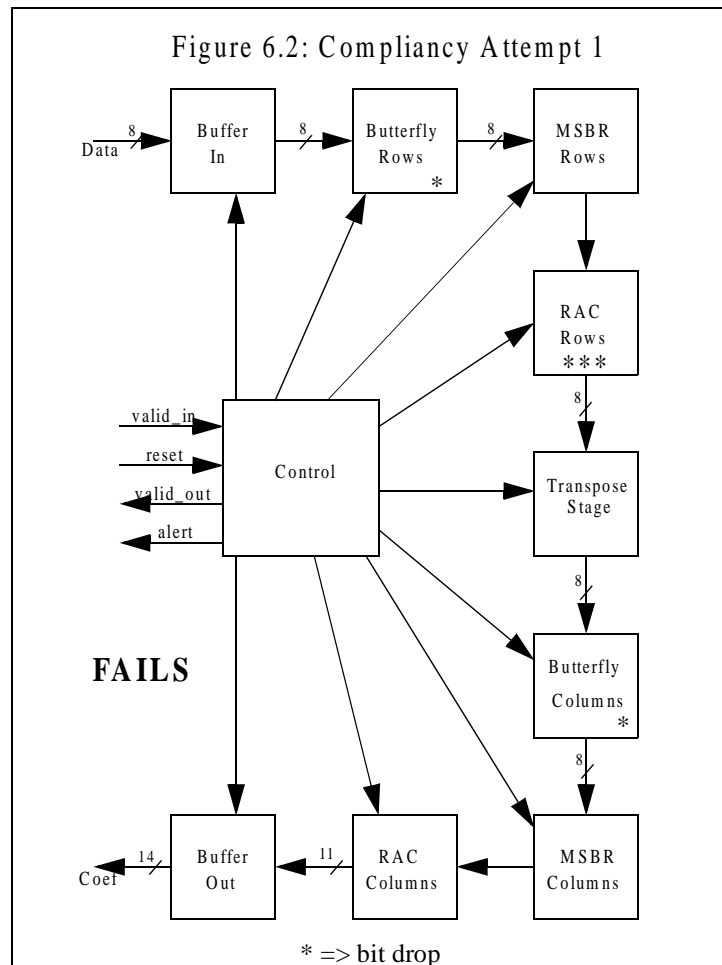 Figure 6.2: Compliancy Attempt 1
8
Data
Buffer
In
8
Butterfly
Rows
*
8
MSBR
Rows
RAC
Rows
***
8
valid_in
reset
valid_out
alert
Control
Transpose
Stage
8
FAILS
Butterfly
Columns
*
8
14
Coef
Buffer
Out
11
RAC
Columns
MSBR
Columns
* => bit drop